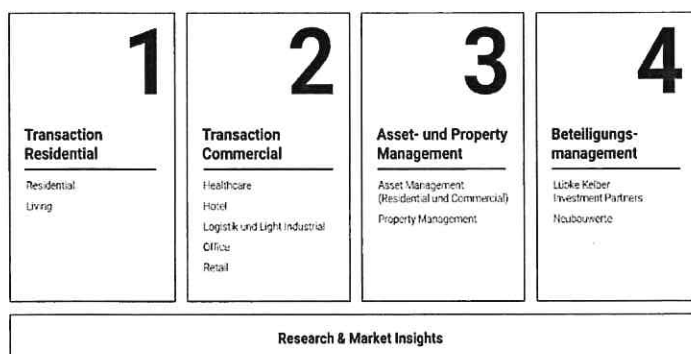 1
Transaction
Residential
Residential
Living
2
Transaction
Commercial
Healthcare
Hotel
Logistik und Light Industrial
Office
Retail
3
Asset- und Property
Management
Asset Management
(Residential und Commercial)
Property Management
4
Beteiligungs-
management
Lübke Kelber
Investment Partners
Neubauwerte
Research & Market Insights